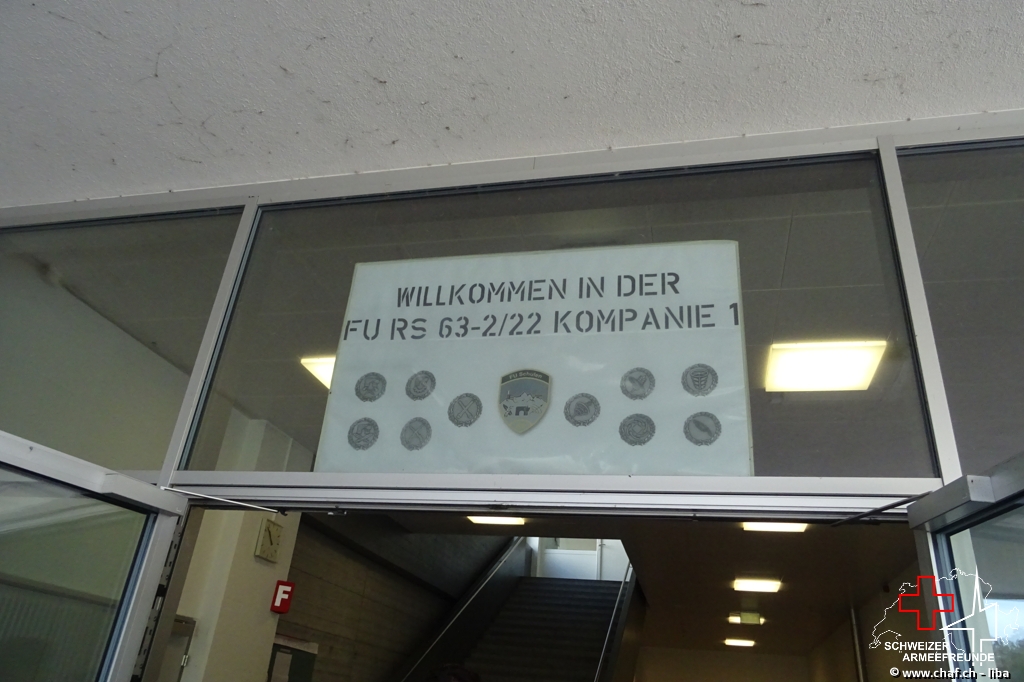 WILLKOMMEN IN DER
FU RS 63-2/22 KOMPANIE 1
F
SCHWEIZER
ARMEEFREUNDE
© www.chaf.ch - liba